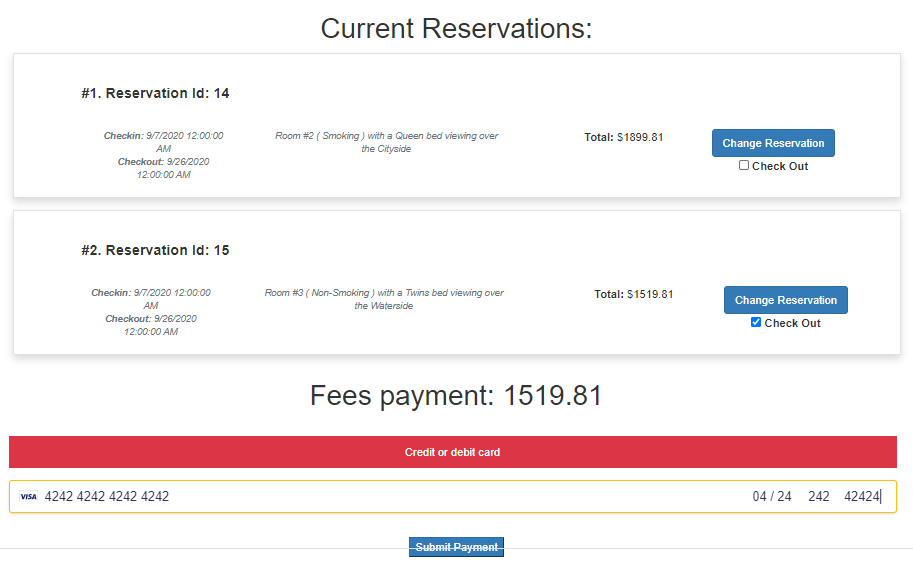 Current Reservations:
#1. Reservation Id: 14
Checkin: 9/7/2020 12:00:00
AM
Checkout: 9/26/2020
12:00:00 AM
Room #2 ( Smoking ) with a Queen bed viewing over
the Cityside
Total: $1899.81
Change Reservation
Check Out
#2. Reservation Id: 15
Checkin: 9/7/2020 12:00:00
AM
Checkout: 9/26/2020
12:00:00 AM
Room #3 ( Non-Smoking ) with a Twins bed viewing over
the Waterside
Total: $1519.81
Change Reservation
Check Out
Fees payment: 1519.81
Credit or debit card
VISA 4242 4242 4242 4242 04 / 24 242 42424
Submit Payment